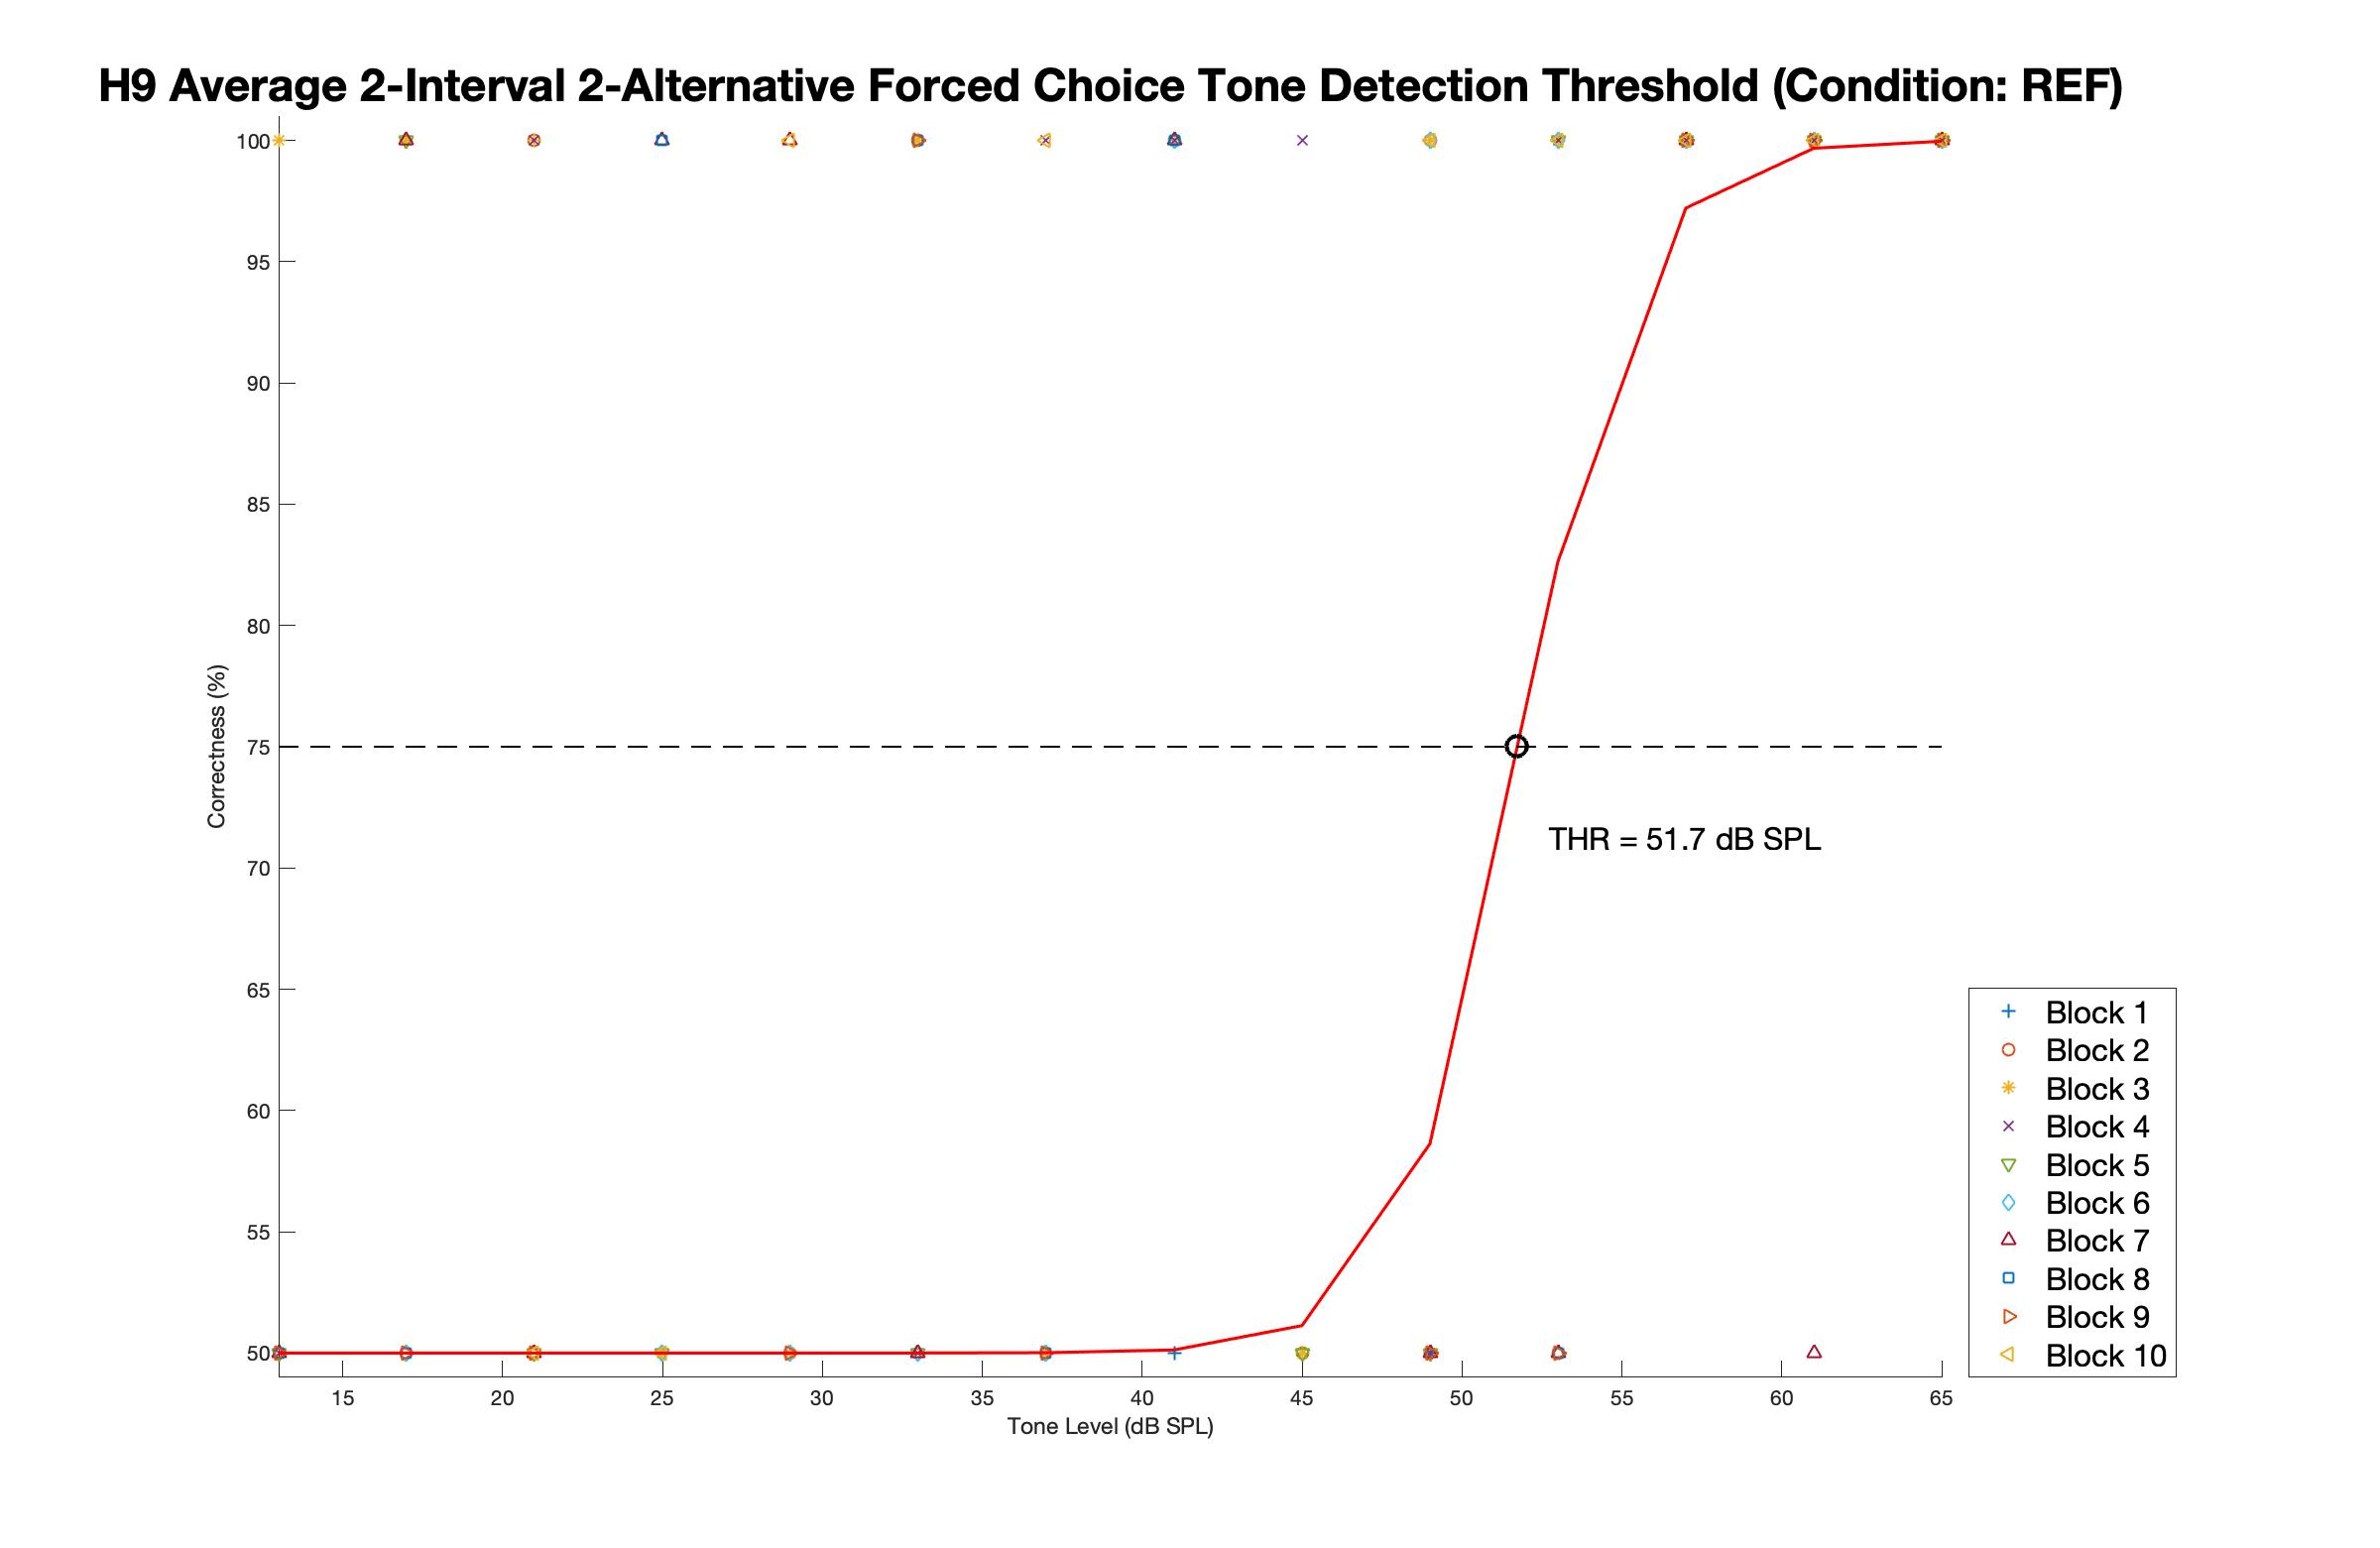 H9 Average 2-Interval 2-Alternative Forced Choice Tone Detection Threshold (Condition: REF)
100
95
90
85
80
75
70
65
60
55
50
Correctness (%)
THR = 51.7 dB SPL
15 20 25 30 35 40 45 50 55 60 65
Tone Level (dB SPL)
Block 1
Block 2
Block 3
Block 4
Block 5
Block 6
Block 7
Block 8
Block 9
Block 10